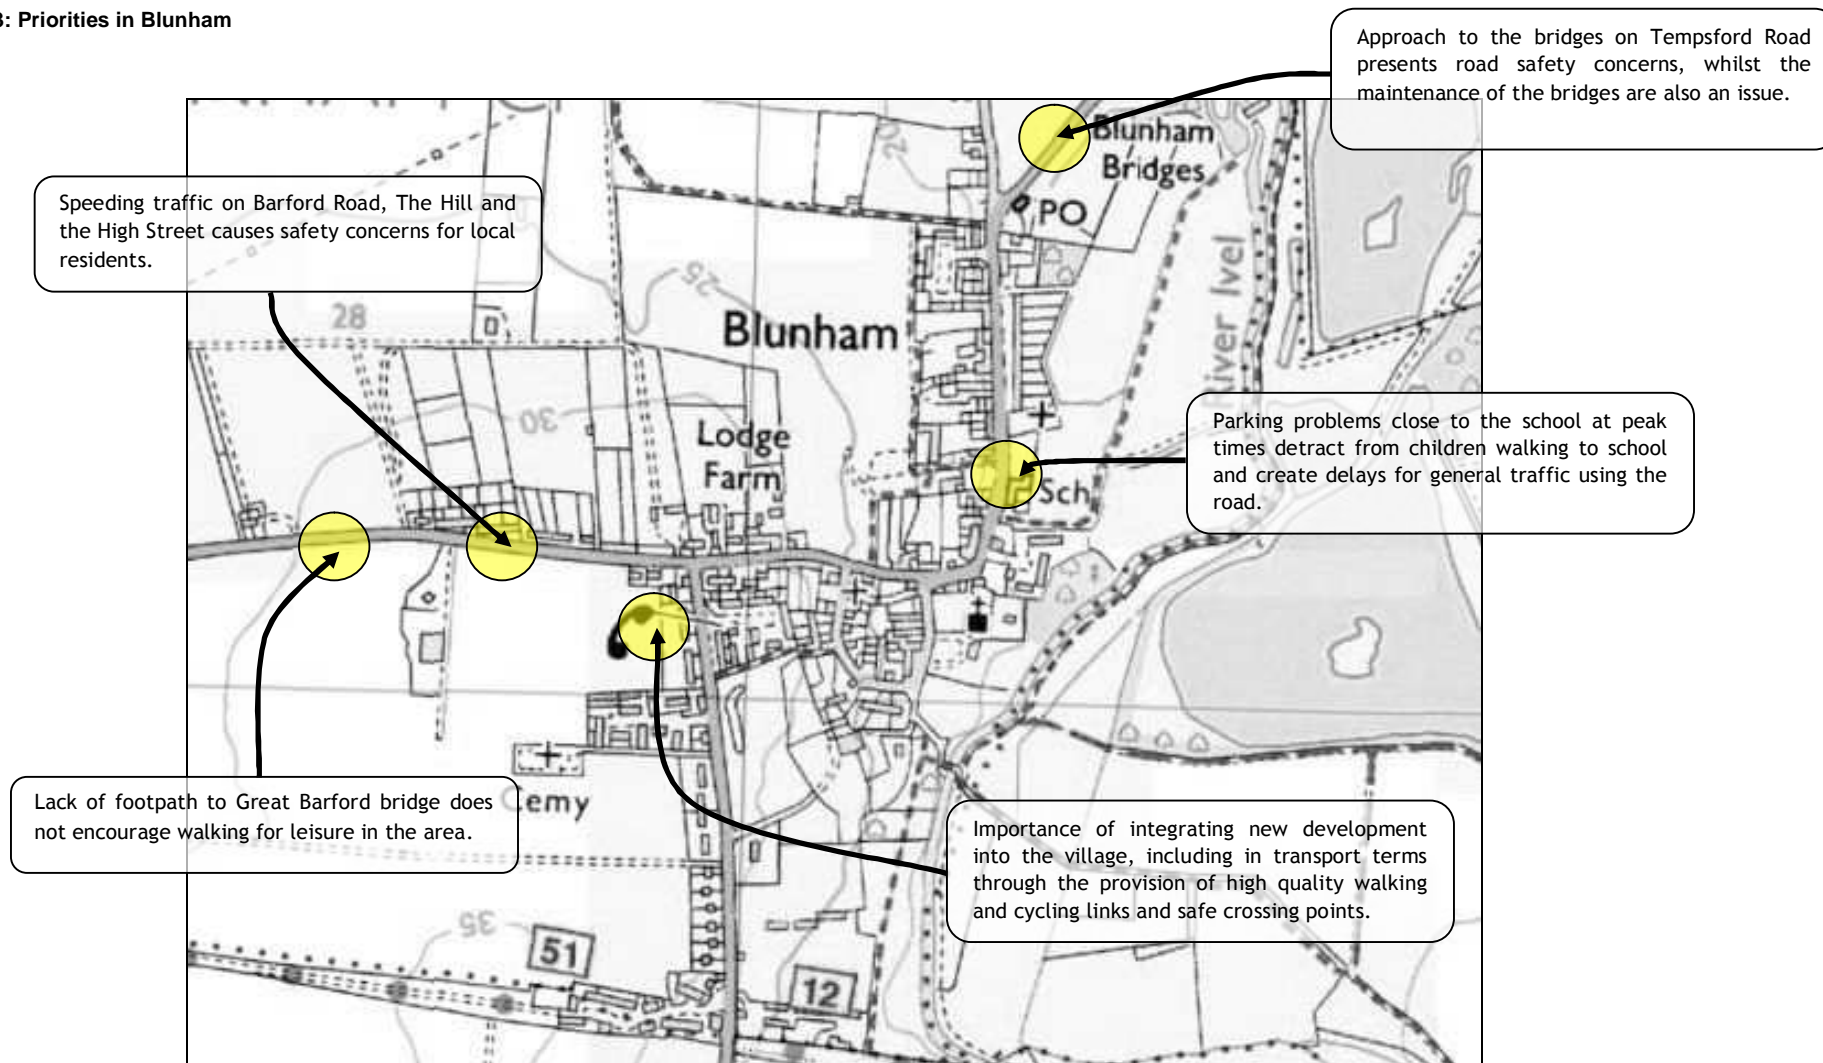 3: Priorities in Blunham
Approach to the bridges on Tempsford Road
presents road safety concerns, whilst the
maintenance of the bridges are also an issue.
Speeding traffic on Barford Road, The Hill and
the High Street causes safety concerns for local
residents.
20
Blunham
Bridges
PO
River Ivel
25
28
Blunham
30
Lodge
Farm
Parking problems close to the school at peak
times detract from children walking to school
and create delays for general traffic using the
road.
Sch
Lack of footpath to Great Barford bridge does
not encourage walking for leisure in the area.
Cemy
Importance of integrating new development
into the village, including in transport terms
through the provision of high quality walking
and cycling links and safe crossing points.
35
51
12